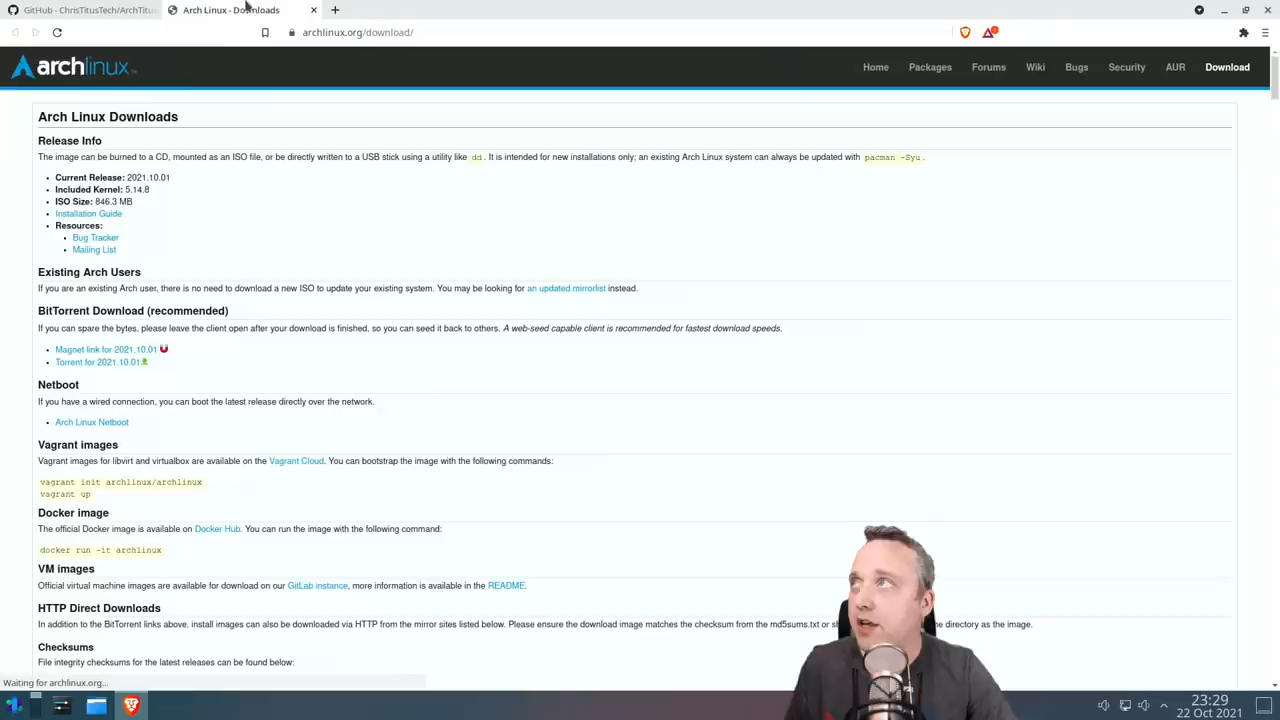 GitHub - ChrisTitusTech/ArchTitus
Arch Linux - Downloads
archlinux.org/download/
archlinux
Home
Packages
Forums
Wiki
Bugs
Security
AUR
Download
Arch Linux Downloads
Release Info
The image can be burned to a CD, mounted as an ISO file, or be directly written to a USB stick using a utility like dd. It is intended for new installations only; an existing Arch Linux system can always be updated with pacman -Syu.
Current Release: 2021.10.01
Included Kernel: 5.14.8
ISO Size: 846.3 MB
Installation Guide
Resources:
Bug Tracker
Mailing List
Existing Arch Users
If you are an existing Arch user, there is no need to download a new ISO to update your existing system. You may be looking for an updated mirrorlist instead.
BitTorrent Download (recommended)
If you can spare the bytes, please leave the client open after your download is finished, so you can seed it back to others. A web-seed capable client is recommended for fastest download speeds.
Magnet link for 2021.10.01
Torrent for 2021.10.01
Netboot
If you have a wired connection, you can boot the latest release directly over the network.
Arch Linux Netboot
Vagrant images
Vagrant images for libvirt and virtualbox are available on the Vagrant Cloud. You can bootstrap the image with the following commands:
vagrant init archlinux/archlinux
vagrant up
Docker image
The official Docker image is available on Docker Hub. You can run the image with the following command:
docker run -it archlinux
VM images
Official virtual machine images are available for download on our GitLab instance, more information is available in the README.
HTTP Direct Downloads
In addition to the BitTorrent links above, install images can also be downloaded via HTTP from the mirror sites listed below. Please ensure the download image matches the checksum from the md5sums.txt or directory as the image.
Checksums
File integrity checksums for the latest releases can be found below:
Waiting for archlinux.org...
23:29
22 Oct 2021